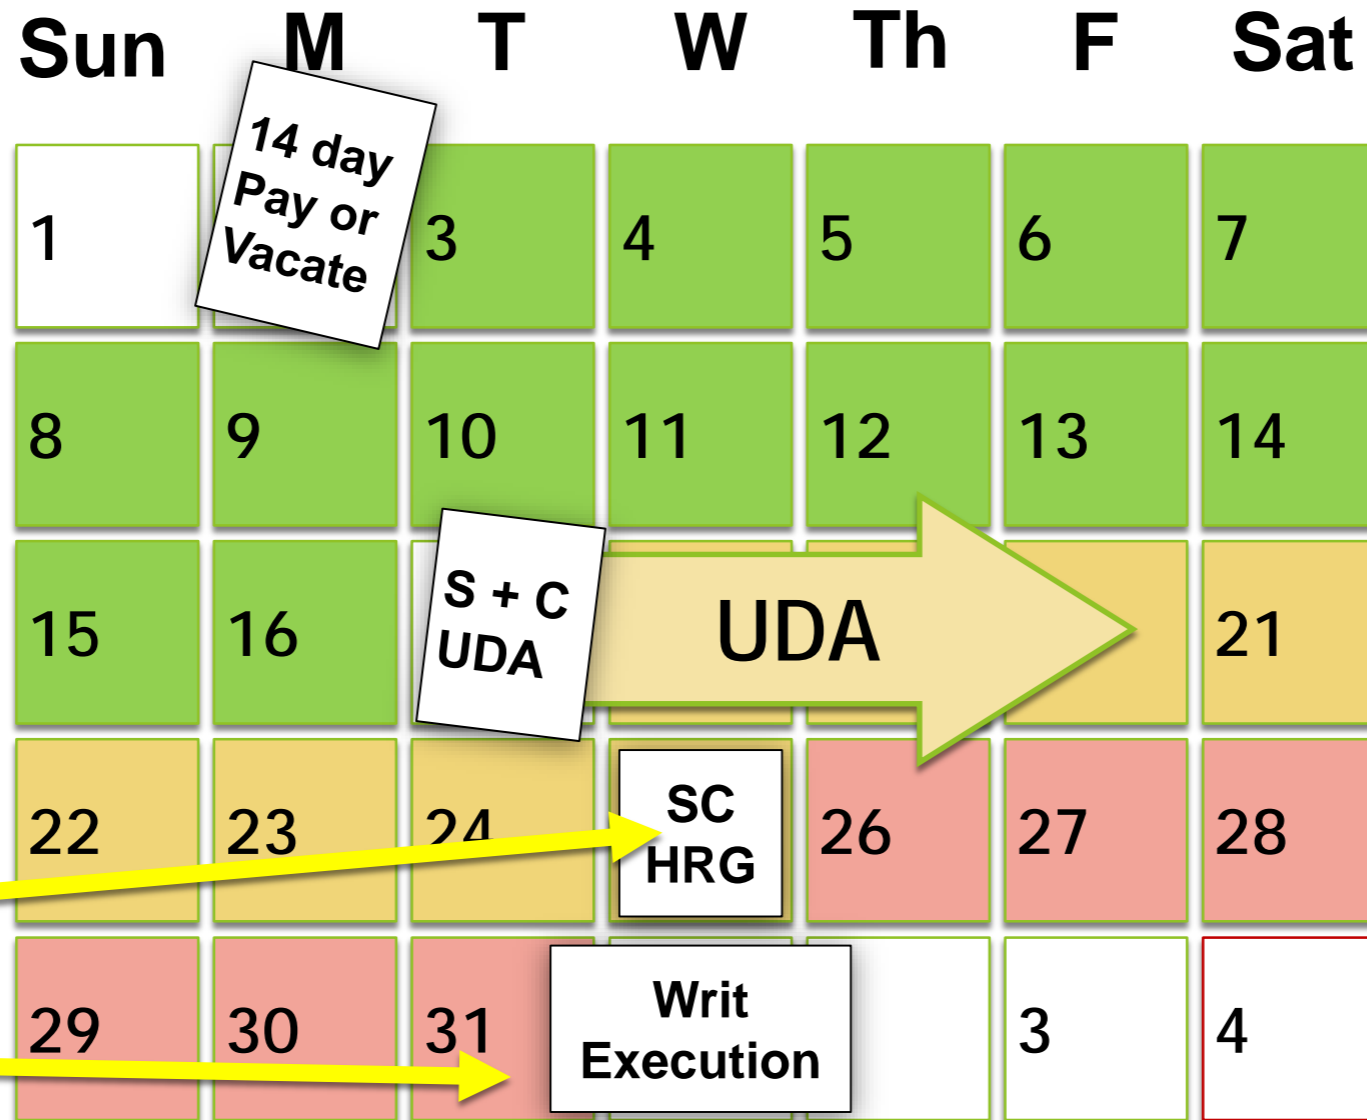 Sun M T W Th F Sat
14 day
Pay or
Vacate
1 3 4 5 6 7
8 9 10 11 12 13 14
S + C
UDA
UDA
15 16 21
SC
HRG
22 23 24 26 27 28
Writ
Execution
29 30 31 3 4